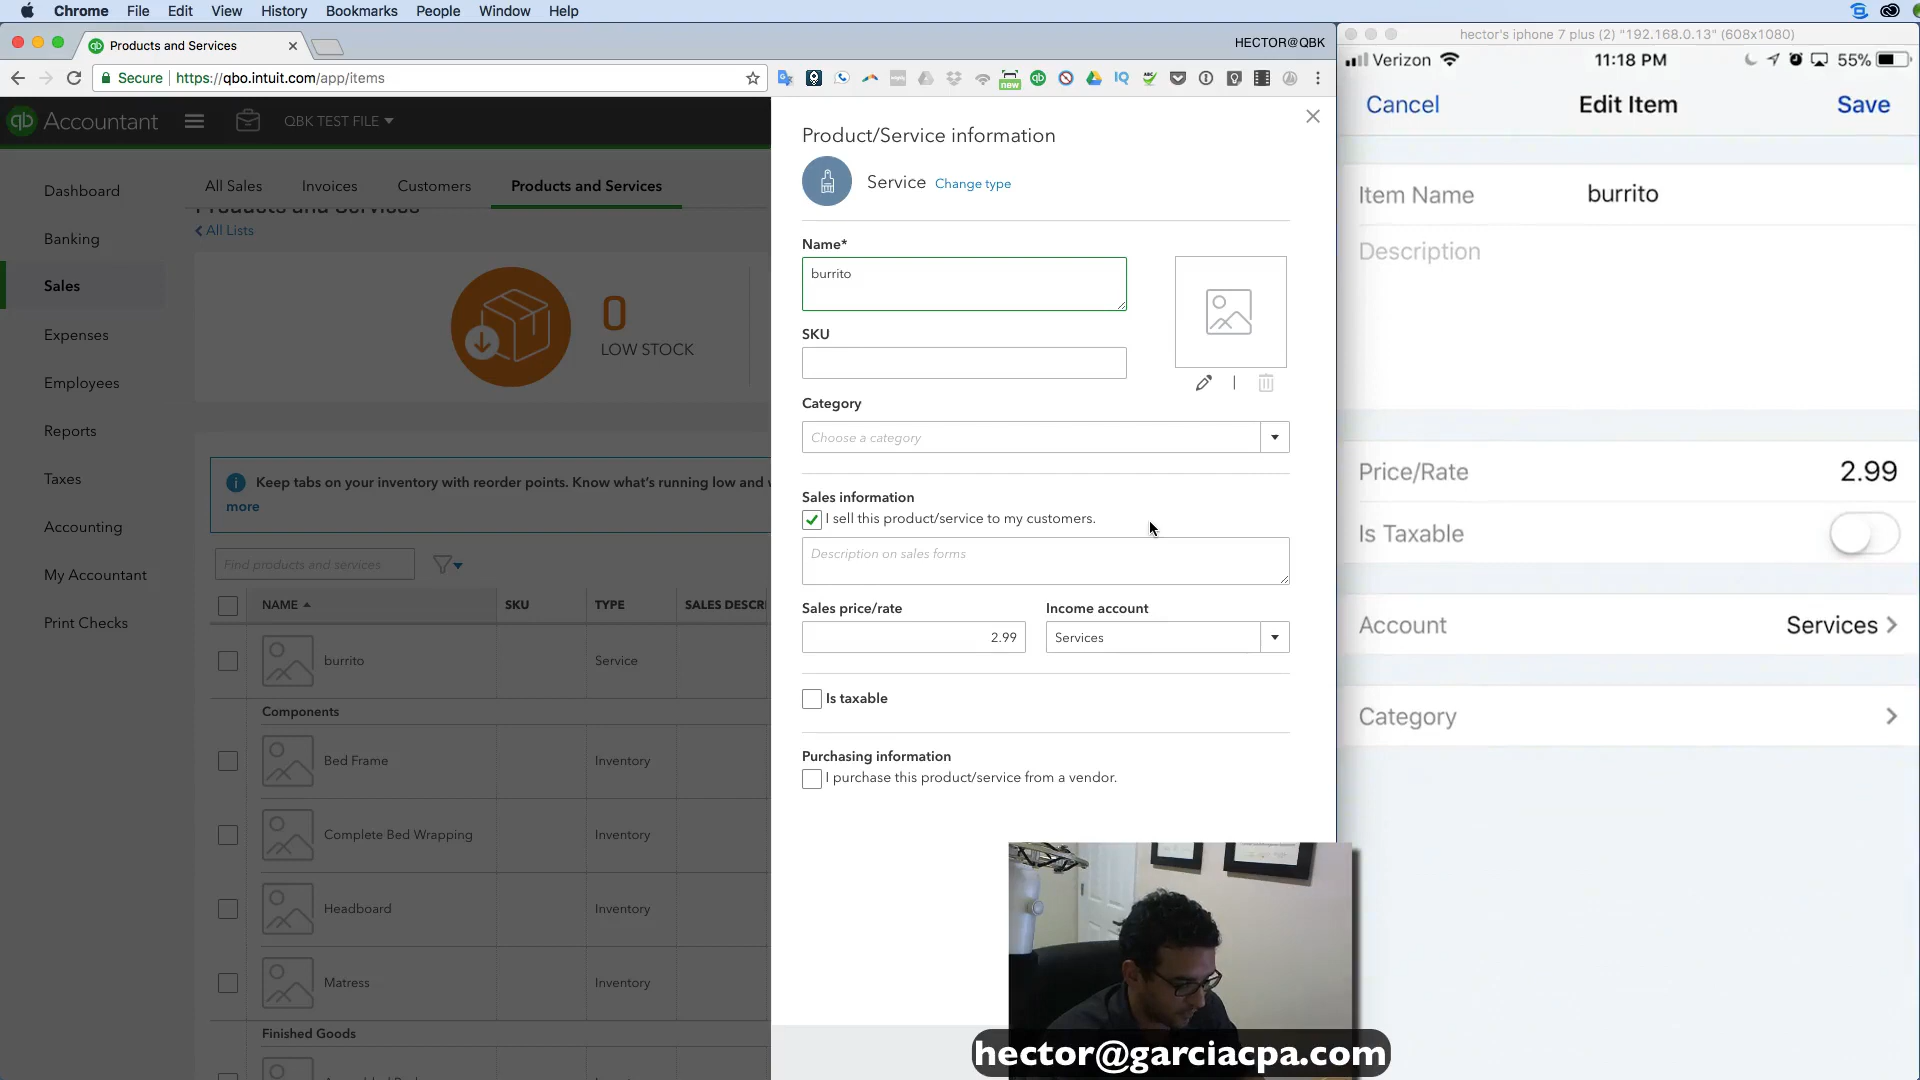 Chrome File Edit View History Bookmarks People Window Help
Products and Services
HECTOR@QBK
Secure https://qbo.intuit.com/app/items
new
IQ
qb Accountant
QBK TEST FILE
Dashboard
Banking
Sales
Expenses
Employees
Reports
Taxes
Accounting
My Accountant
Print Checks
All Sales Invoices Customers Products and Services
Products and Services
All Lists
0
LOW STOCK
Keep tabs on your inventory with reorder points. Know what's running low and
more
Find products and services
NAME SKU TYPE SALES DESCR
burrito Service
Components
Bed Frame Inventory
Complete Bed Wrapping Inventory
Headboard Inventory
Matress Inventory
Finished Goods
Product/Service information
Service Change type
Name*
burrito
SKU
Category
Choose a category
Sales information
I sell this product/service to my customers.
Description on sales forms
Sales price/rate Income account
2.99 Services
Is taxable
Purchasing information
I purchase this product/service from a vendor.
hector's iphone 7 plus (2) "192.168.0.13" (608x1080)
Verizon 11:18 PM 55%
Cancel Edit Item Save
Item Name burrito
Description
Price/Rate 2.99
Is Taxable
Account Services
Category
hector@garciacpa.com